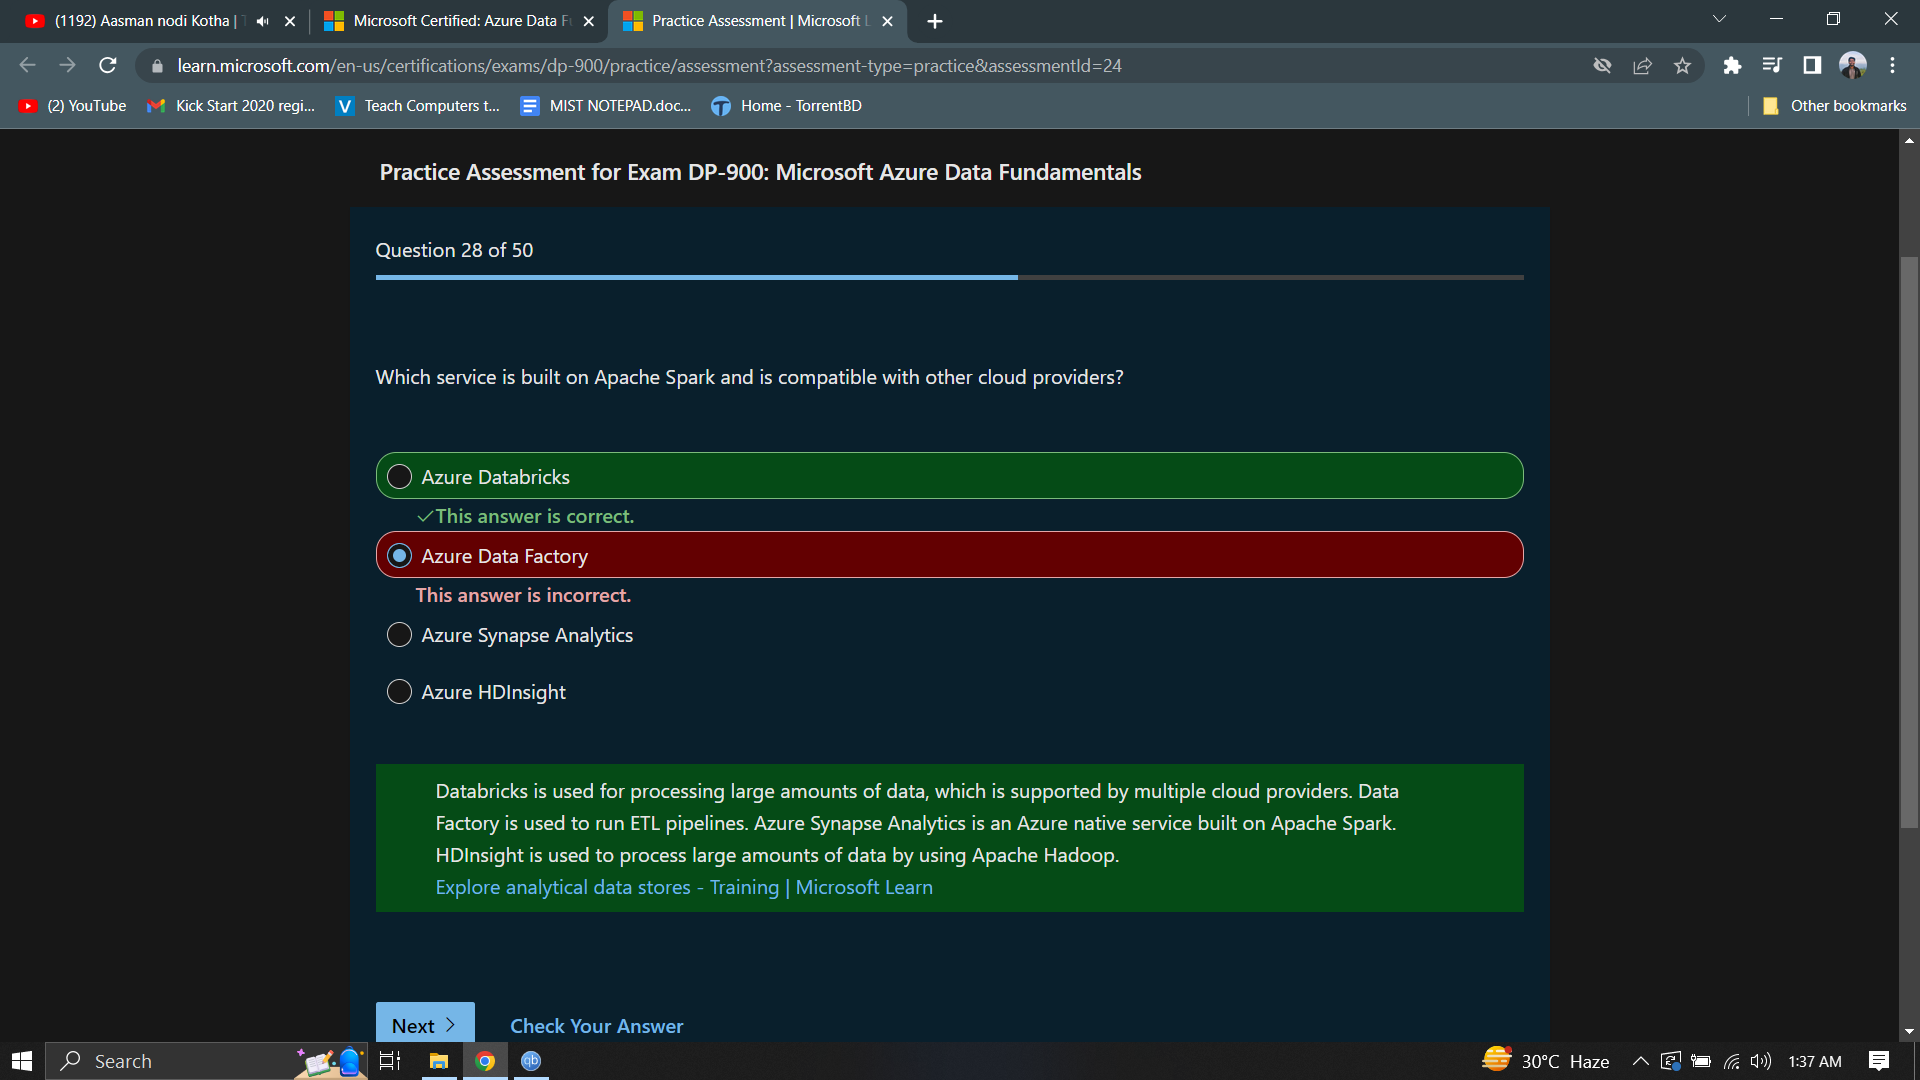 (1192) Aasman nodi Kotha |
Microsoft Certified: Azure Data F
Practice Assessment | Microsoft L
learn.microsoft.com/en-us/certifications/exams/dp-900/practice/assessment?assessment-type=practice&assessmentId=24
(2) YouTube
Kick Start 2020 regi...
Teach Computers t...
MIST NOTEPAD.doc...
Home - TorrentBD
Other bookmarks
Practice Assessment for Exam DP-900: Microsoft Azure Data Fundamentals
Question 28 of 50
Which service is built on Apache Spark and is compatible with other cloud providers?
Azure Databricks
This answer is correct.
Azure Data Factory
This answer is incorrect.
Azure Synapse Analytics
Azure HDInsight
Databricks is used for processing large amounts of data, which is supported by multiple cloud providers. Data
Factory is used to run ETL pipelines. Azure Synapse Analytics is an Azure native service built on Apache Spark.
HDInsight is used to process large amounts of data by using Apache Hadoop.
Explore analytical data stores - Training | Microsoft Learn
Next
Check Your Answer
Search
qb
30°C Haze
1:37 AM